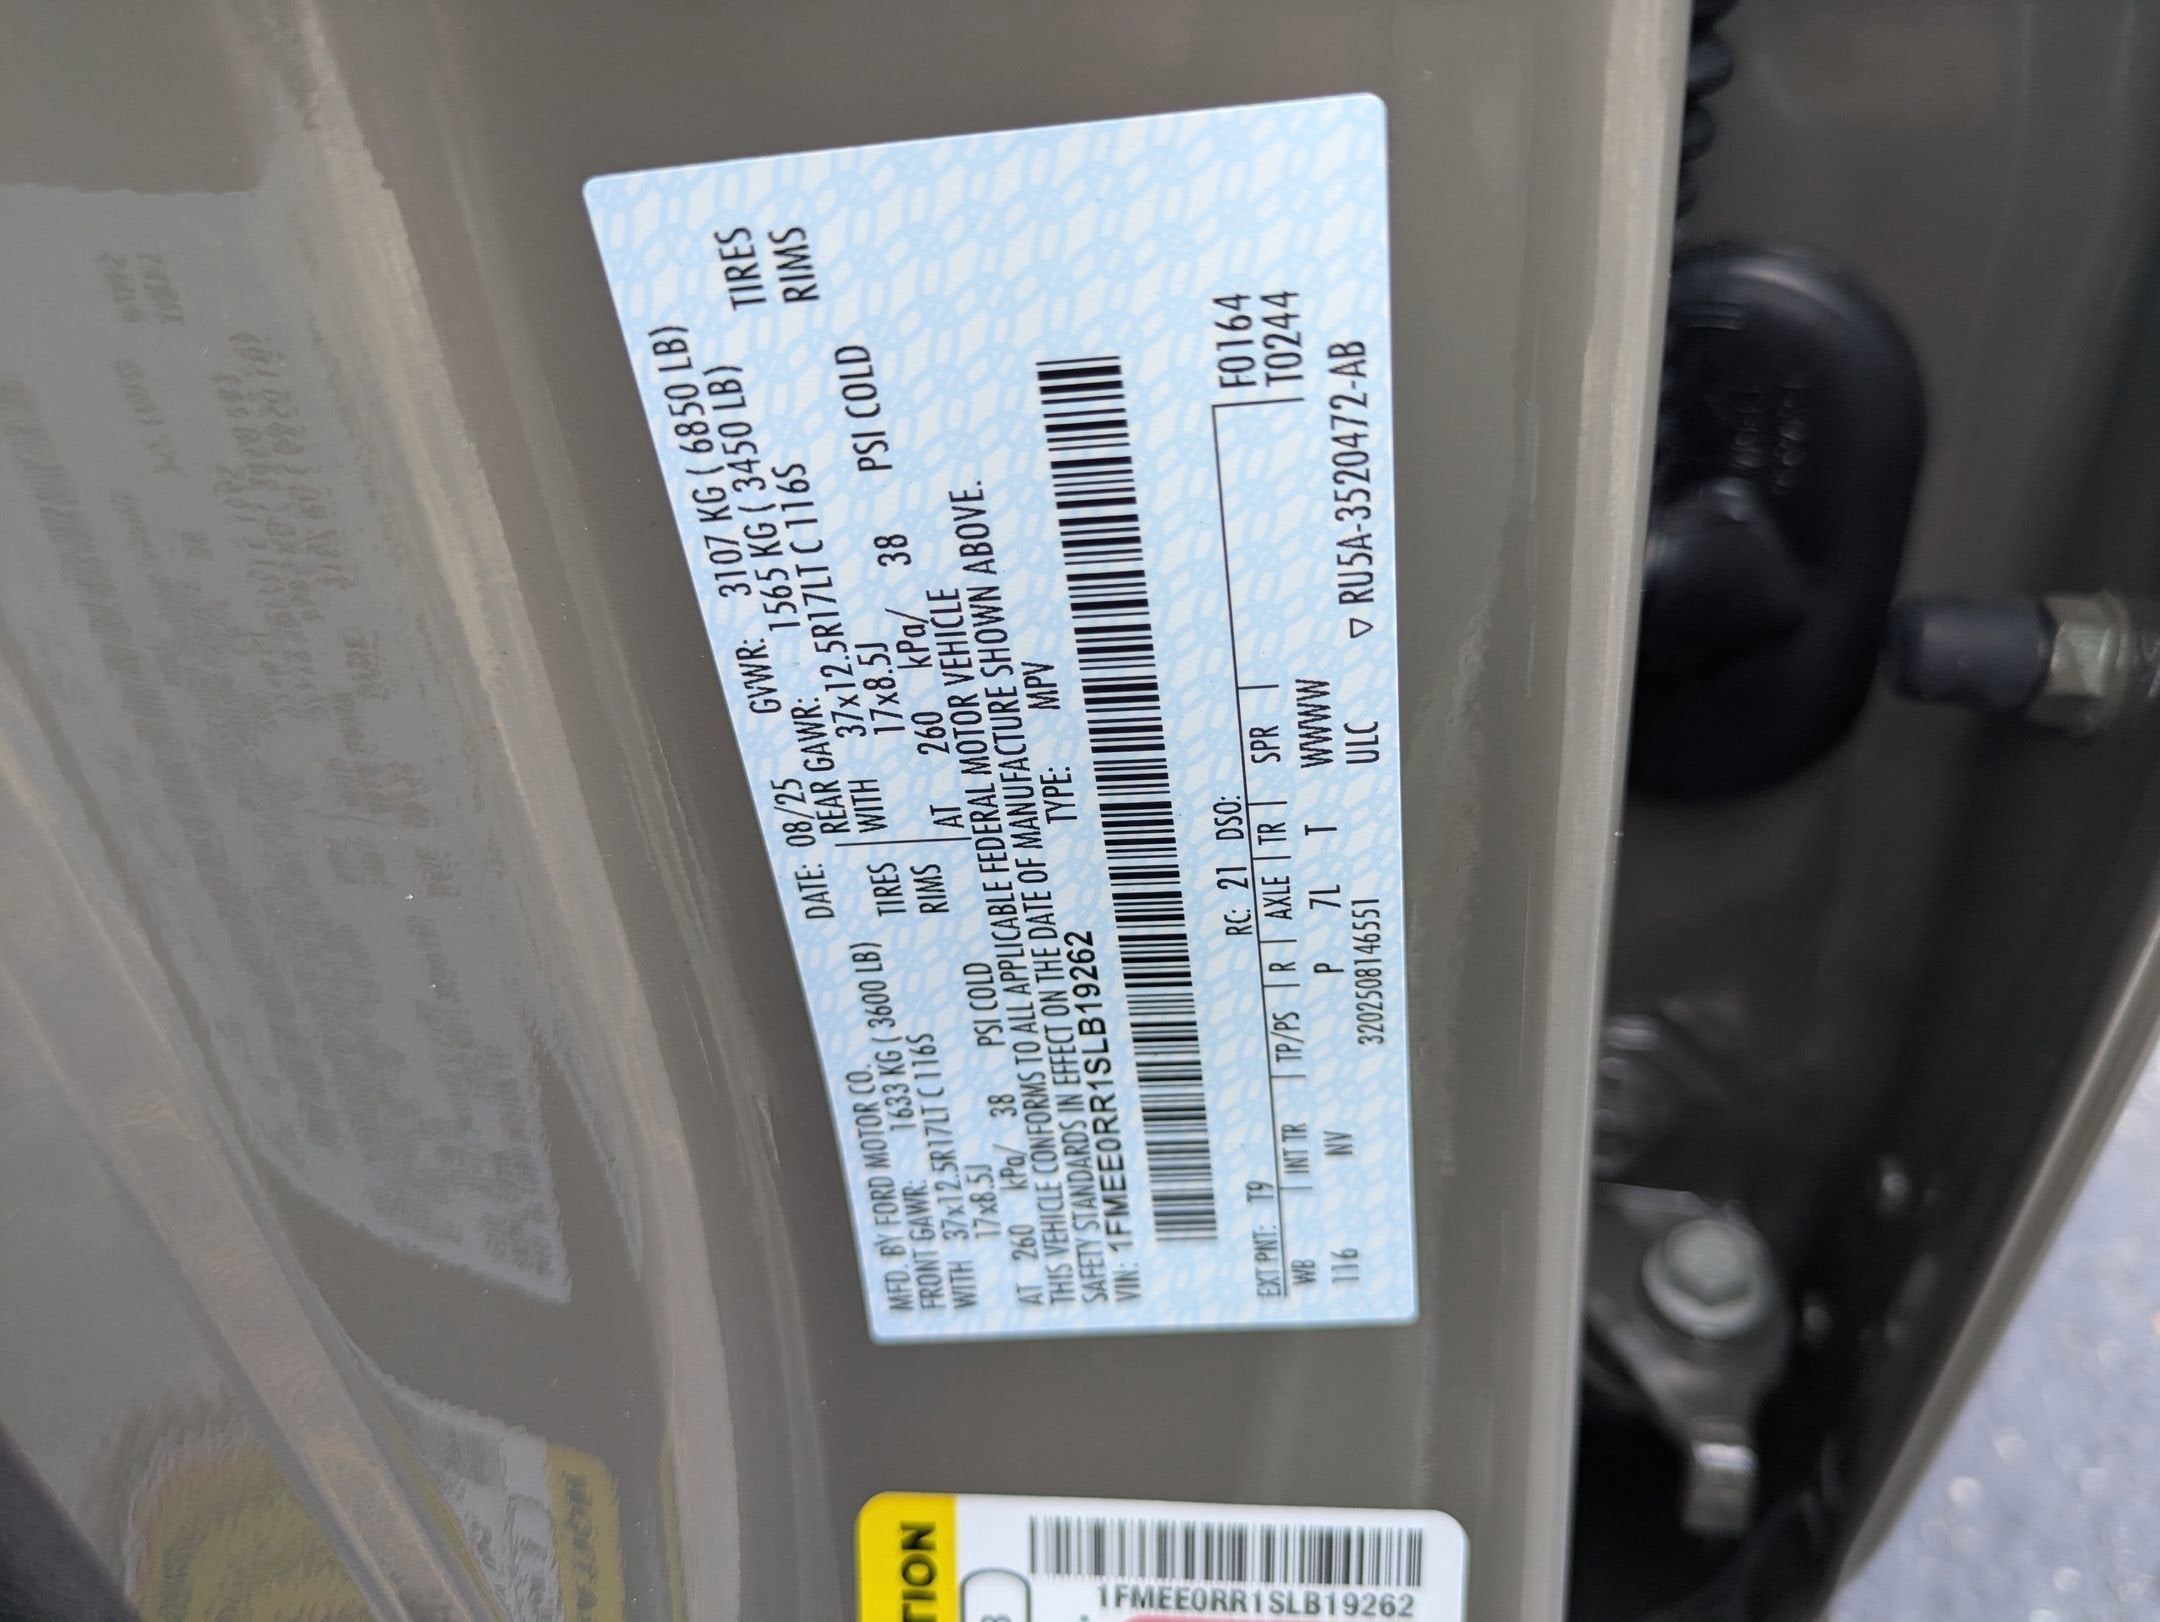 MFD. BY FORD MOTOR CO. DATE: 08/25 GVWR: 3107 KG ( 6850 LB)
FRONT GAWR: 1633 KG ( 3600 LB) REAR GAWR: 1565 KG ( 3450 LB)
WITH 37x12.5R17LT C 116S TIRES WITH 37x12.5R17LT C 116S TIRES
17x8.5J RIMS 17x8.5J RIMS
AT 260 kPa/ 38 PSI COLD AT 260 kPa/ 38 PSI COLD
THIS VEHICLE CONFORMS TO ALL APPLICABLE FEDERAL MOTOR VEHICLE
SAFETY STANDARDS IN EFFECT ON THE DATE OF MANUFACTURE SHOWN ABOVE.
VIN: 1FMEE0RR1SLB19262 TYPE: MPV
EXT PNT: T9 RC: 21 DSO: F0164
WB INT TR TP/PS R AXLE TR SPR T0244
116 NV P 7L T WWWW
3202508146551 ULC ▽ RU5A-3520472-AB
TION
1FMEE0RR1SLB19262